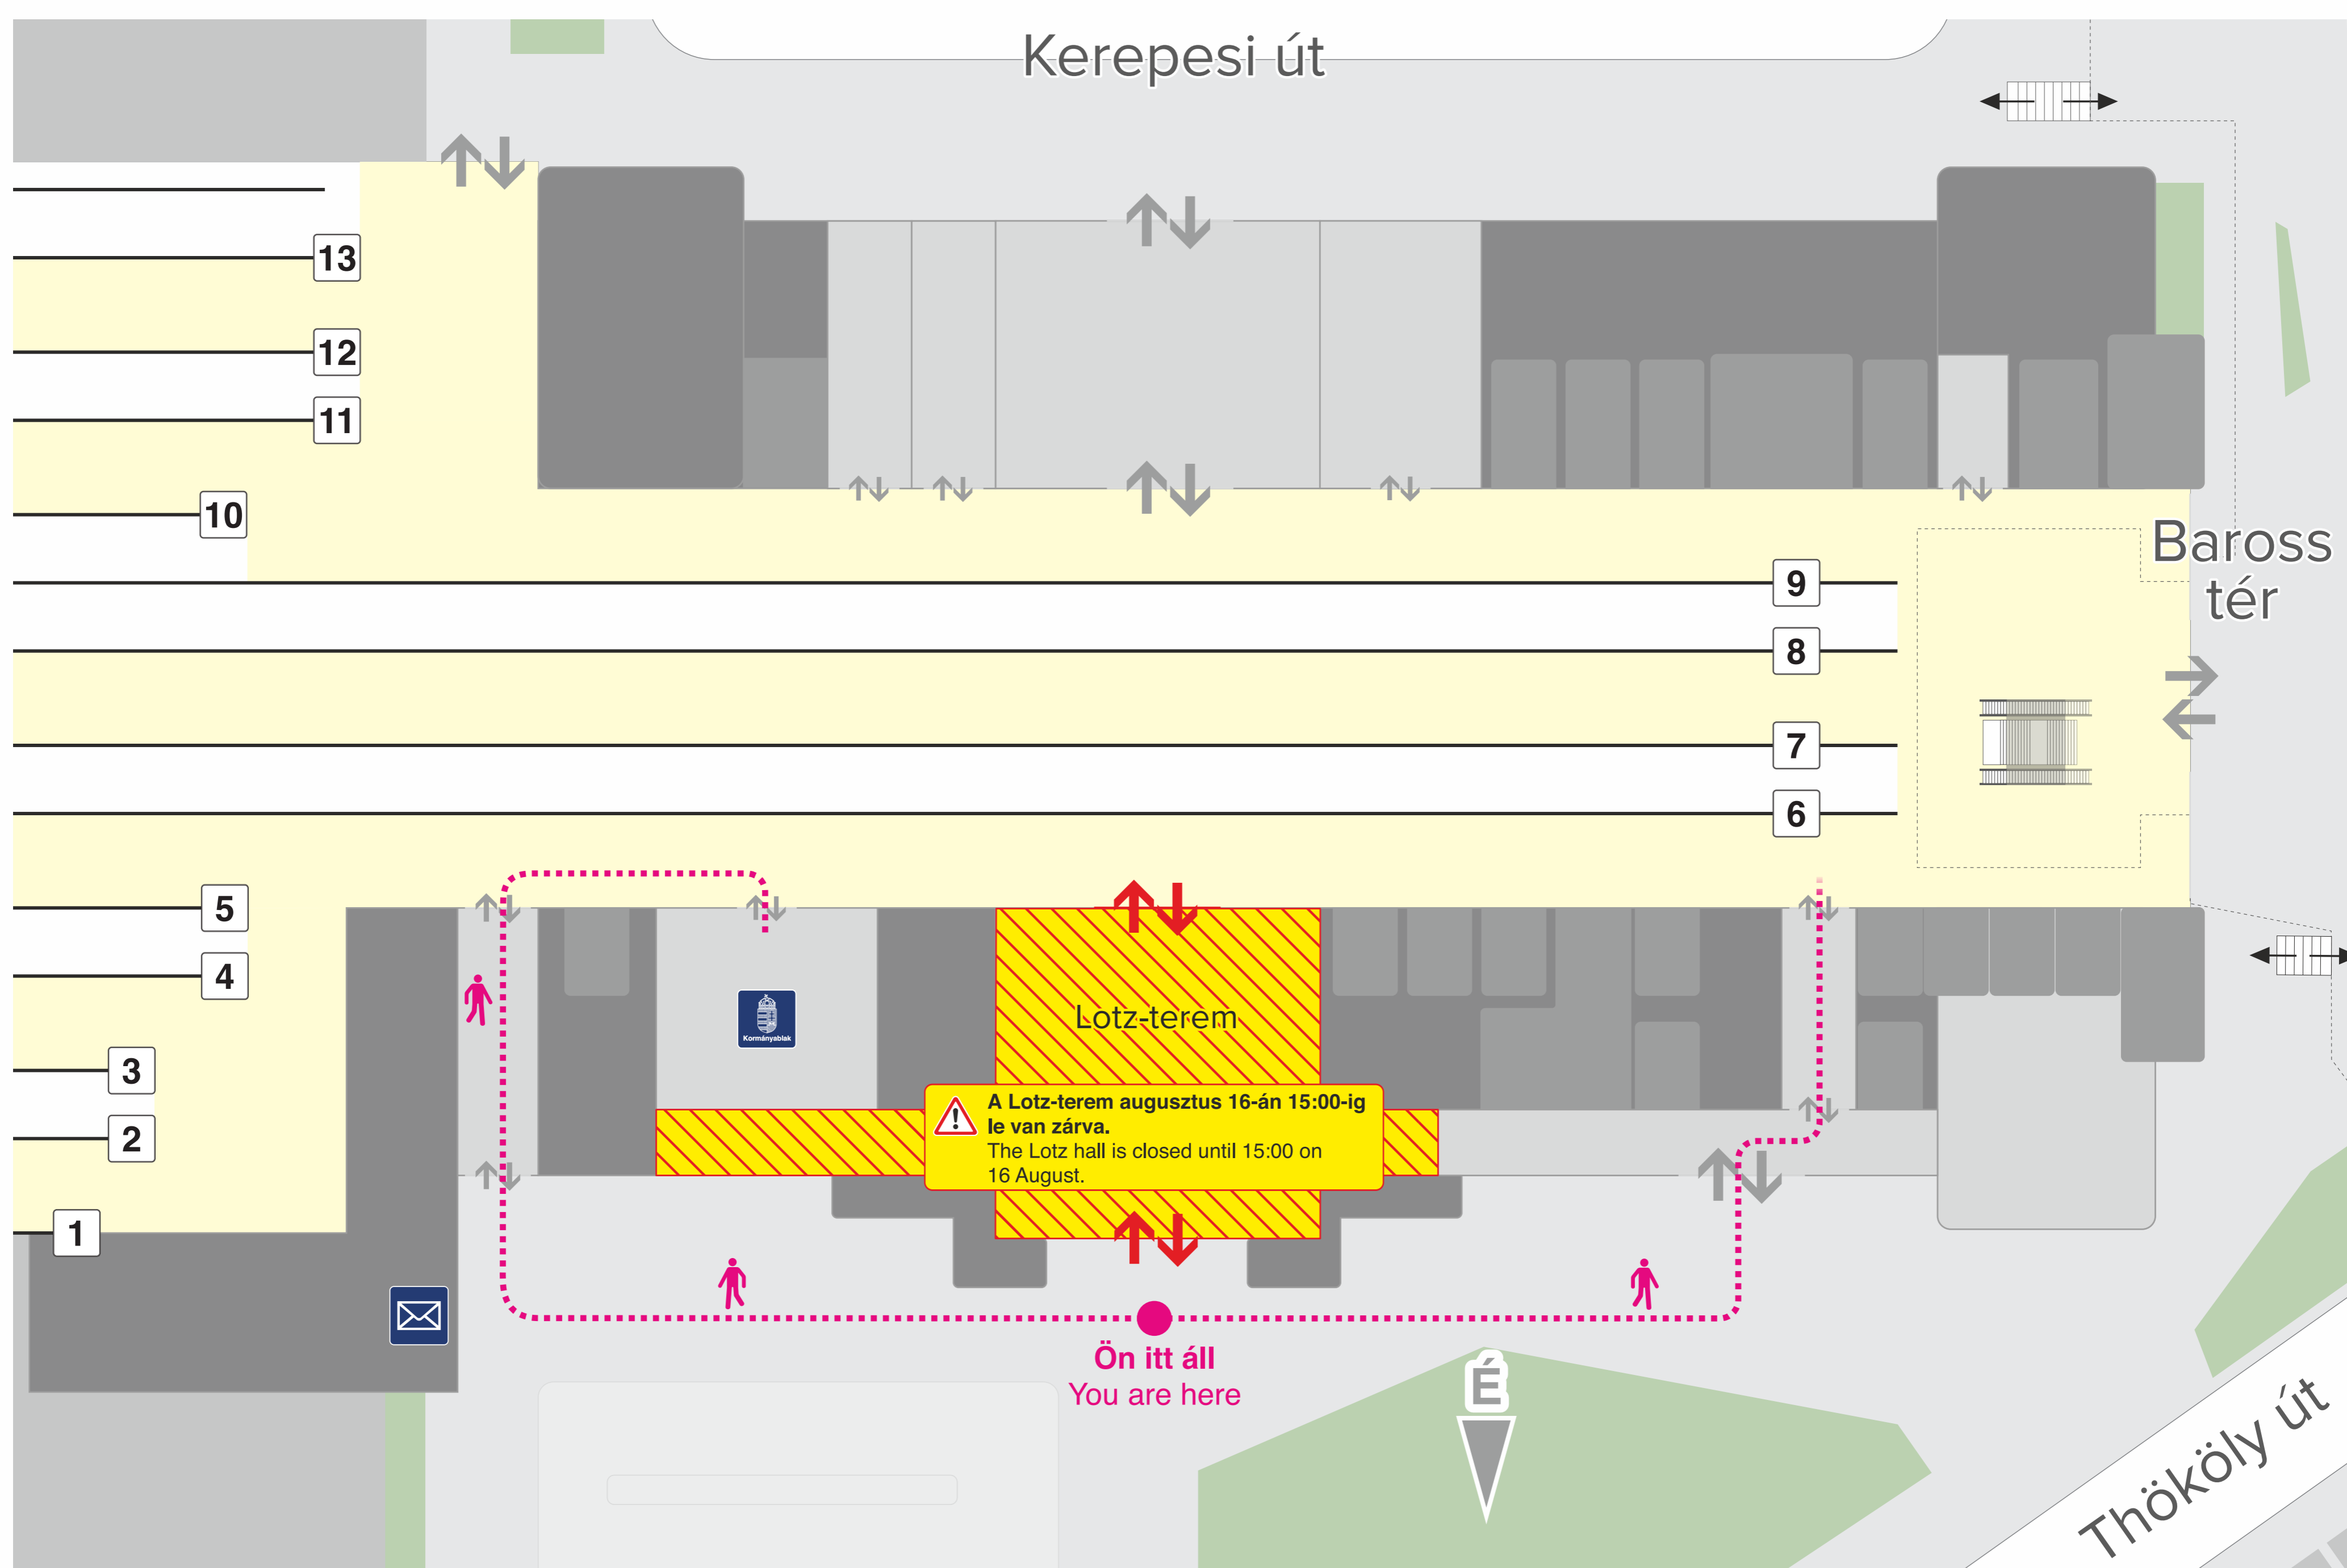 Kerepesi út
13
12
11
10
Baross
tér
9
8
7
6
5
4
3
2
1
Kormányablak
Lotz-terem
A Lotz-terem augusztus 16-án 15:00-ig
le van zárva.
The Lotz hall is closed until 15:00 on
16 August.
Ön itt áll
You are here
É
Thököly út